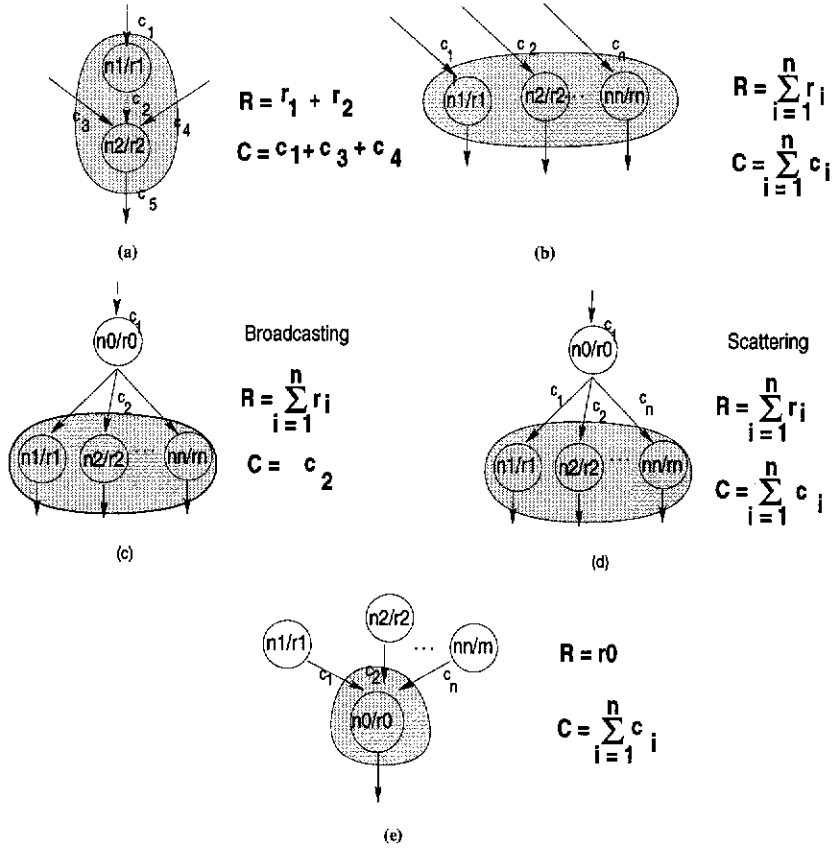 c1
n1/r1
c2
c3
c4
n2/r2
c5
R = r1 + r2
C = c1 + c3 + c4
(a)
c1 c2 cn
n1/r1 n2/r2 ... nn/rn
R = n∑i=1 ri
C = n∑i=1 ci
(b)
c1
n0/r0
c2
n1/r1 n2/r2 ... nn/rn
Broadcasting
R = n∑i=1 ri
C = c2
(c)
c1
n0/r0
c1 c2 cn
n1/r1 n2/r2 ... nn/rn
Scattering
R = n∑i=1 ri
C = n∑i=1 ci
(d)
n1/r1 n2/r2 ... nn/rn
c1 c2 cn
n0/r0
R = r0
C = n∑i=1 ci
(e)